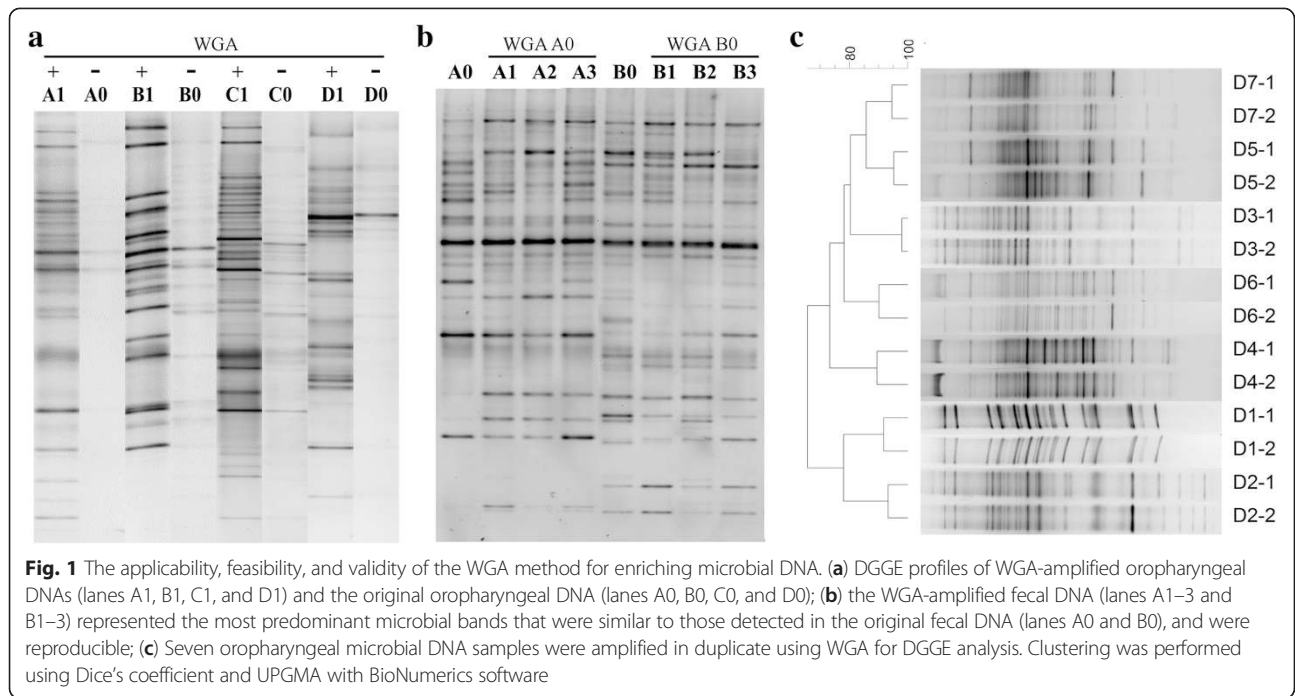 a
WGA
+ - + - + - + -
A1 A0 B1 B0 C1 C0 D1 D0
b
WGA A0 WGA B0
A0 A1 A2 A3 B0 B1 B2 B3
c
80 100
D7-1
D7-2
D5-1
D5-2
D3-1
D3-2
D6-1
D6-2
D4-1
D4-2
D1-1
D1-2
D2-1
D2-2
Fig. 1 The applicability, feasibility, and validity of the WGA method for enriching microbial DNA. (a) DGGE profiles of WGA-amplified oropharyngeal
DNAs (lanes A1, B1, C1, and D1) and the original oropharyngeal DNA (lanes A0, B0, C0, and D0); (b) the WGA-amplified fecal DNA (lanes A1–3 and
B1–3) represented the most predominant microbial bands that were similar to those detected in the original fecal DNA (lanes A0 and B0), and were
reproducible; (c) Seven oropharyngeal microbial DNA samples were amplified in duplicate using WGA for DGGE analysis. Clustering was performed
using Dice's coefficient and UPGMA with BioNumerics software